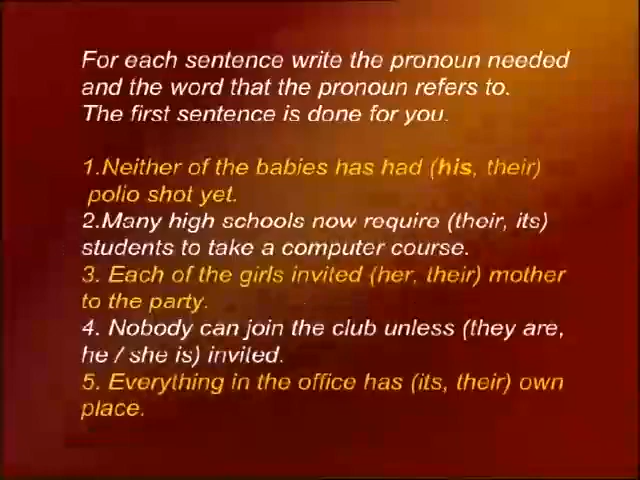 For each sentence write the pronoun needed
and the word that the pronoun refers to.
The first sentence is done for you.
1.Neither of the babies has had (his, their)
polio shot yet.
2.Many high schools now require (their, its)
students to take a computer course.
3. Each of the girls invited (her, their) mother
to the party.
4. Nobody can join the club unless (they are,
he / she is) invited.
5. Everything in the office has (its, their) own
place.